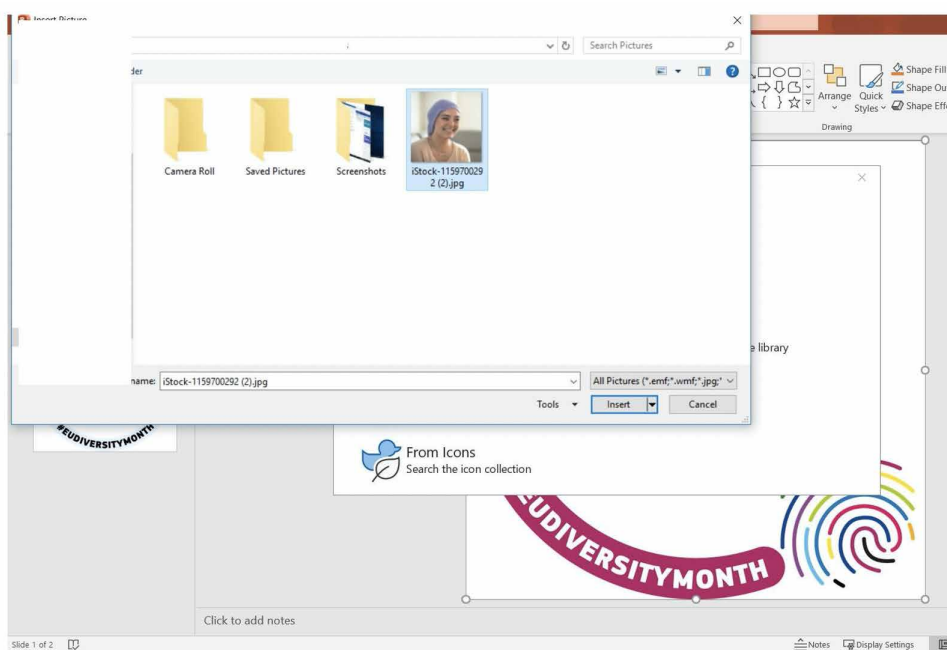 Insert Picture
Search Pictures
der
Camera Roll
Saved Pictures
Screenshots
iStock-115970029
2 (2).jpg
name:
iStock-1159700292 (2).jpg
All Pictures (*.emf;*.wmf;*.jpg;*
Tools
Insert
Cancel
Arrange
Quick
Styles
Shape Fill
Shape Ou
Shape Effe
Drawing
e library
From Icons
Search the icon collection
#EUDIVERSITYMONTH
EUDIVERSITYMONTH
Click to add notes
Slide 1 of 2
Notes
Display Settings